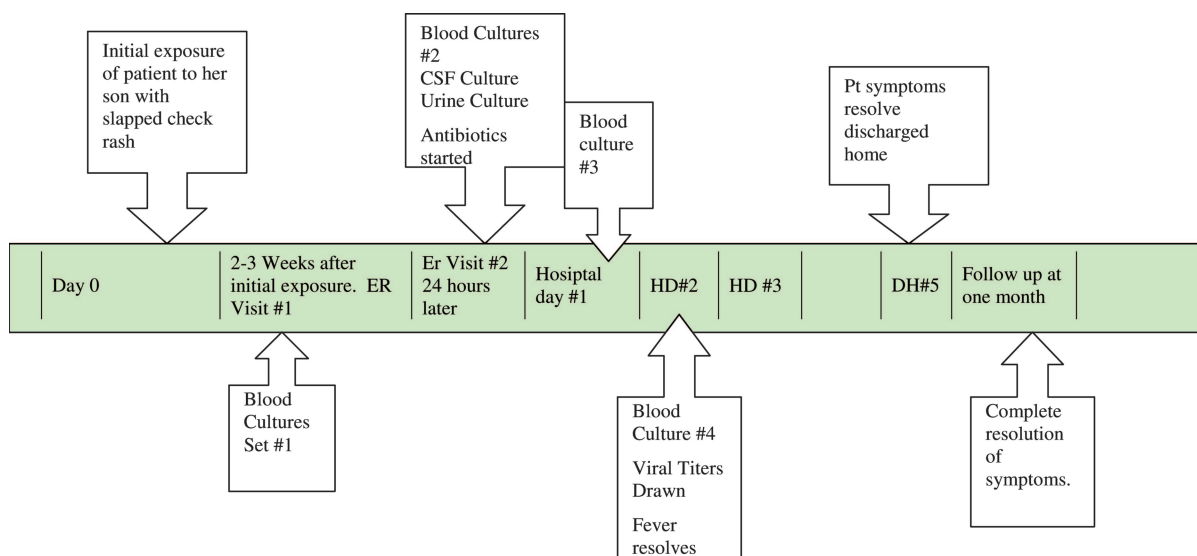 Initial exposure
of patient to her
son with
slapped check
rash
Blood Cultures
#2
CSF Culture
Urine Culture
Antibiotics
started
Blood
culture
#3
Pt symptoms
resolve
discharged
home
Day 0
2-3 Weeks after
initial exposure. ER
Visit #1
Er Visit #2
24 hours
later
Hosiptal
day #1
HD#2
HD #3
DH#5
Follow up at
one month
Blood
Cultures
Set #1
Blood
Culture #4
Viral Titers
Drawn
Fever
resolves
Complete
resolution
of
symptoms.